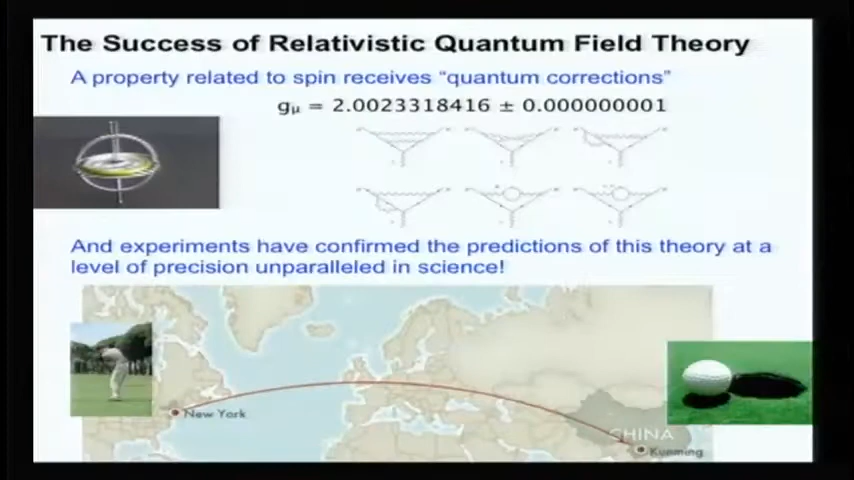 The Success of Relativistic Quantum Field Theory
A property related to spin receives “quantum corrections”
gμ = 2.0023318416 ± 0.000000001
And experiments have confirmed the predictions of this theory at a
level of precision unparalleled in science!
New York
CHINA
Kunming